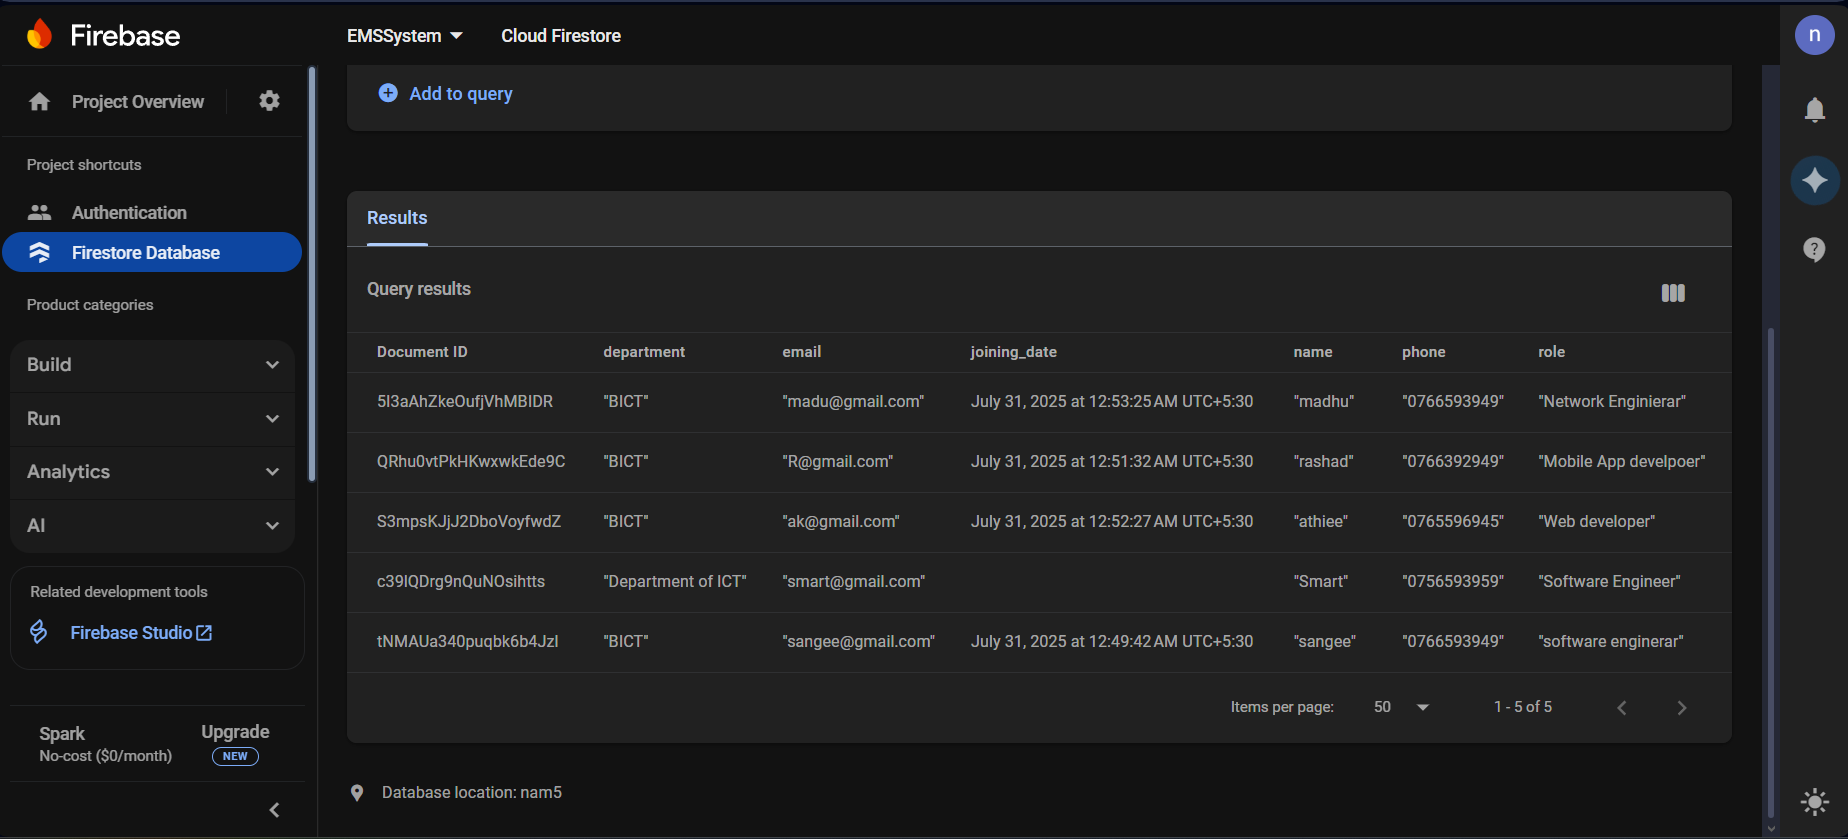 Firebase
EMSSystem
Cloud Firestore
n
Project Overview
Project shortcuts
Authentication
Firestore Database
Product categories
Build
Run
Analytics
AI
Related development tools
Firebase Studio
Spark
No-cost ($0/month)
Upgrade
NEW
Add to query
Results
Query results
Document ID department email joining_date name phone role
5I3aAhZkeOufjVhMBIDR "BICT" "madu@gmail.com" July 31, 2025 at 12:53:25 AM UTC+5:30 "madhu" "0766593949" "Network Enginierar"
QRhu0vtPkHKwxwkEde9C "BICT" "R@gmail.com" July 31, 2025 at 12:51:32 AM UTC+5:30 "rashad" "0766392949" "Mobile App develpoer"
S3mpsKJjJ2DboVoyfwdZ "BICT" "ak@gmail.com" July 31, 2025 at 12:52:27 AM UTC+5:30 "athiee" "0765596945" "Web developer"
c39IQDrg9nQuNOsihtts "Department of ICT" "smart@gmail.com" "Smart" "0756593959" "Software Engineer"
tNMAUa340puqbk6b4JzI "BICT" "sangee@gmail.com" July 31, 2025 at 12:49:42 AM UTC+5:30 "sangee" "0766593949" "software enginerar"
Items per page: 50 1 - 5 of 5
Database location: nam5